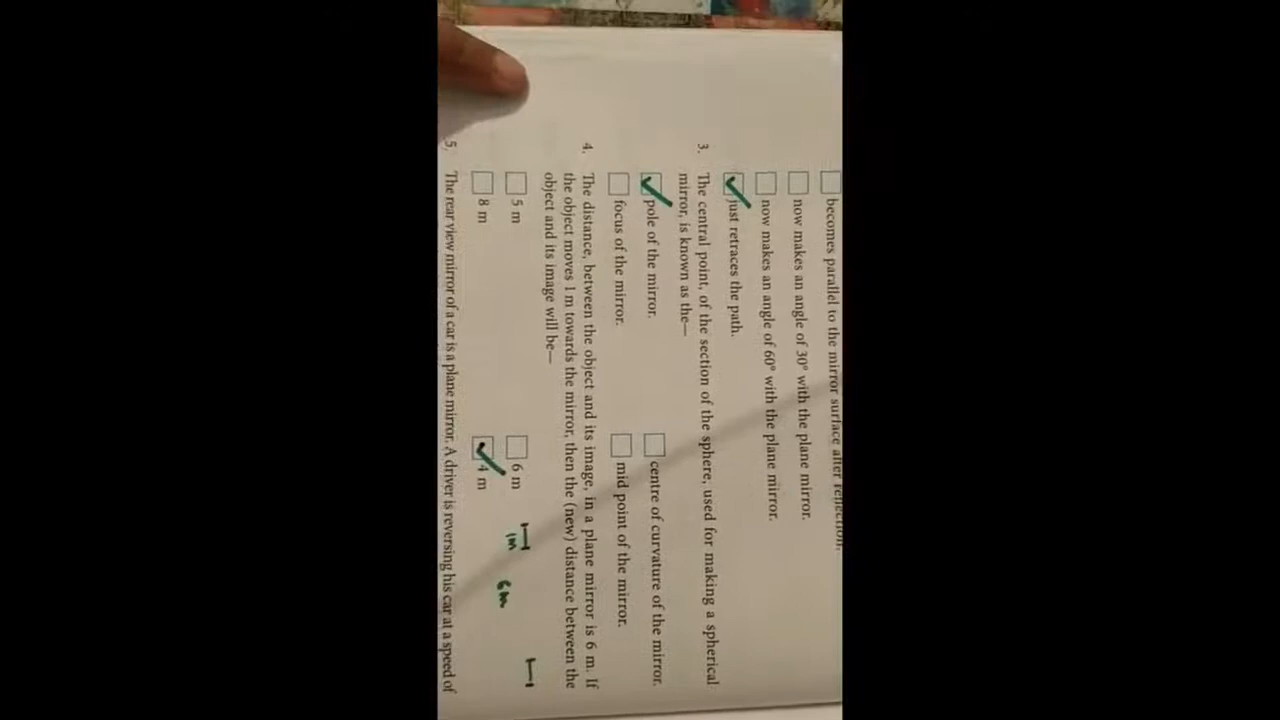 becomes parallel to the mirror surface after reflection.
now makes an angle of 30° with the plane mirror.
now makes an angle of 60° with the plane mirror.
just retraces the path.
3. The central point, of the section of the sphere, used for making a spherical
mirror, is known as the—
pole of the mirror. centre of curvature of the mirror.
focus of the mirror. mid point of the mirror.
4. The distance, between the object and its image, in a plane mirror is 6 m. If
the object moves 1 m towards the mirror, then the (new) distance between the
object and its image will be—
5 m 6 m
1m 6m
8 m 4 m
5. The rear view mirror of a car is a plane mirror. A driver is reversing his car at a speed of